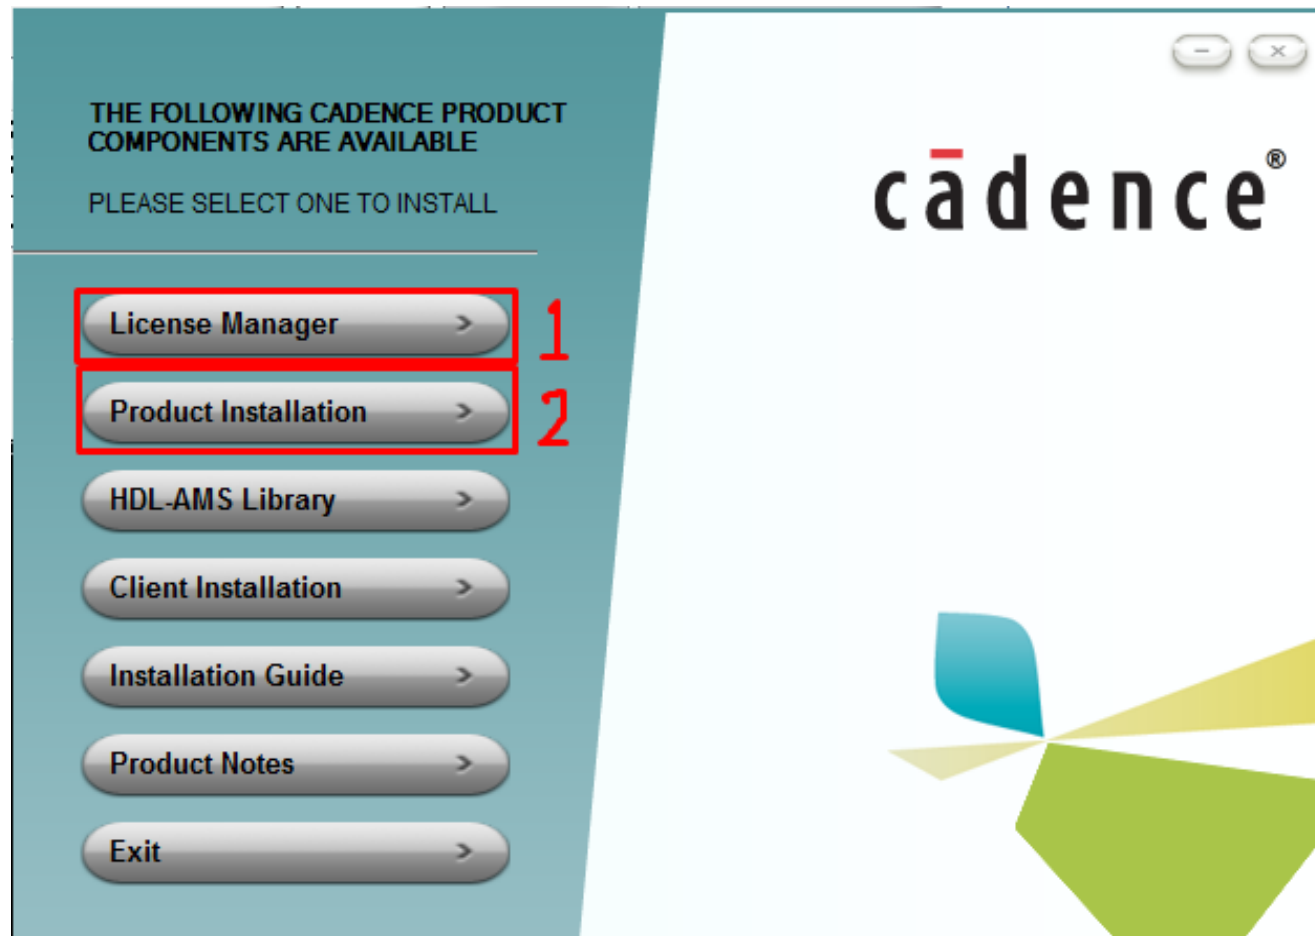 THE FOLLOWING CADENCE PRODUCT
COMPONENTS ARE AVAILABLE
PLEASE SELECT ONE TO INSTALL
cādence®
License Manager >
1
Product Installation >
2
HDL-AMS Library >
Client Installation >
Installation Guide >
Product Notes >
Exit >